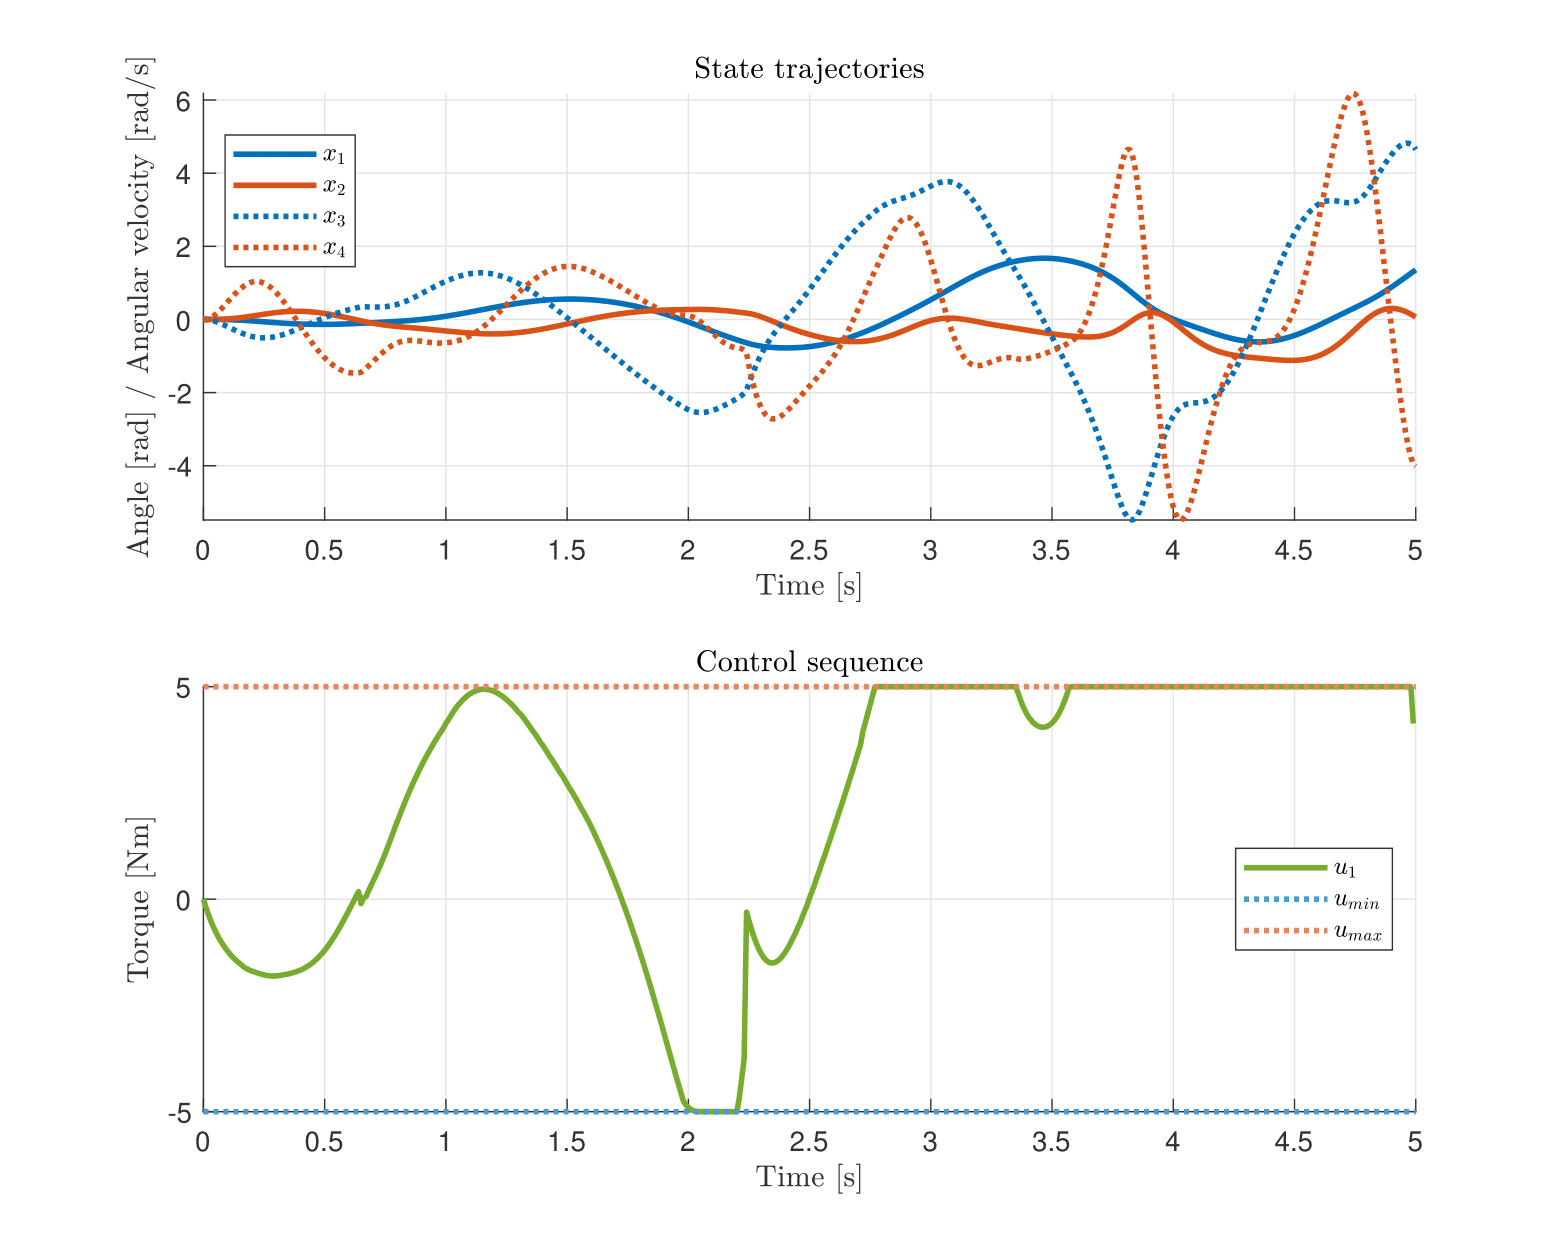 State trajectories
Angle [rad] / Angular velocity [rad/s]
6
4
2
0
-2
-4
x₁
x₂
x₃
x₄
0 0.5 1 1.5 2 2.5 3 3.5 4 4.5 5
Time [s]
Control sequence
Torque [Nm]
5
0
-5
u₁
uₘᵢₙ
uₘₐₓ
0 0.5 1 1.5 2 2.5 3 3.5 4 4.5 5
Time [s]